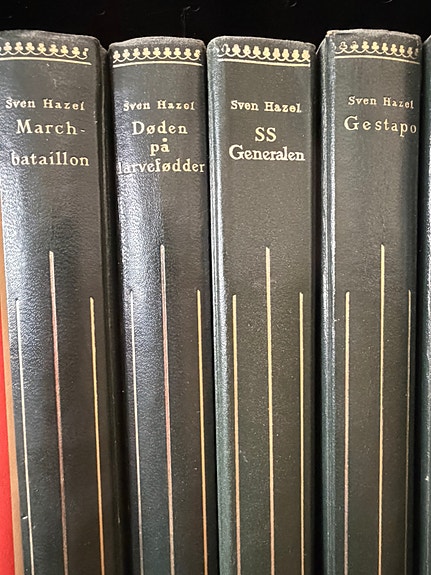 Sven Hazel
March-
bataillon
Sven Hazel
Døden
på
larvefødder
Sven Hazel
SS
Generalen
Sven Hazel
Gestapo